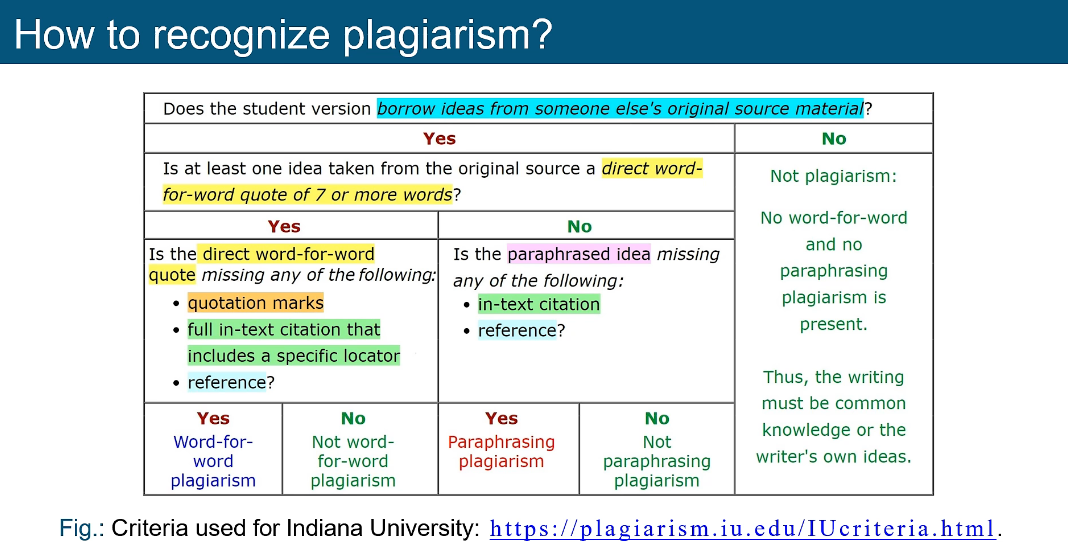 How to recognize plagiarism?
Does the student version borrow ideas from someone else's original source material?
Yes
No
Is at least one idea taken from the original source a direct word-
for-word quote of 7 or more words?
Yes
No
Is the direct word-for-word
quote missing any of the following:
• quotation marks
• full in-text citation that
includes a specific locator
• reference?
Is the paraphrased idea missing
any of the following:
• in-text citation
• reference?
Yes
Word-for-
word
plagiarism
No
Not word-
for-word
plagiarism
Yes
Paraphrasing
plagiarism
No
Not
paraphrasing
plagiarism
Not plagiarism:
No word-for-word
and no
paraphrasing
plagiarism is
present.
Thus, the writing
must be common
knowledge or the
writer's own ideas.
Fig.: Criteria used for Indiana University: https://plagiarism.iu.edu/IUcriteria.html.